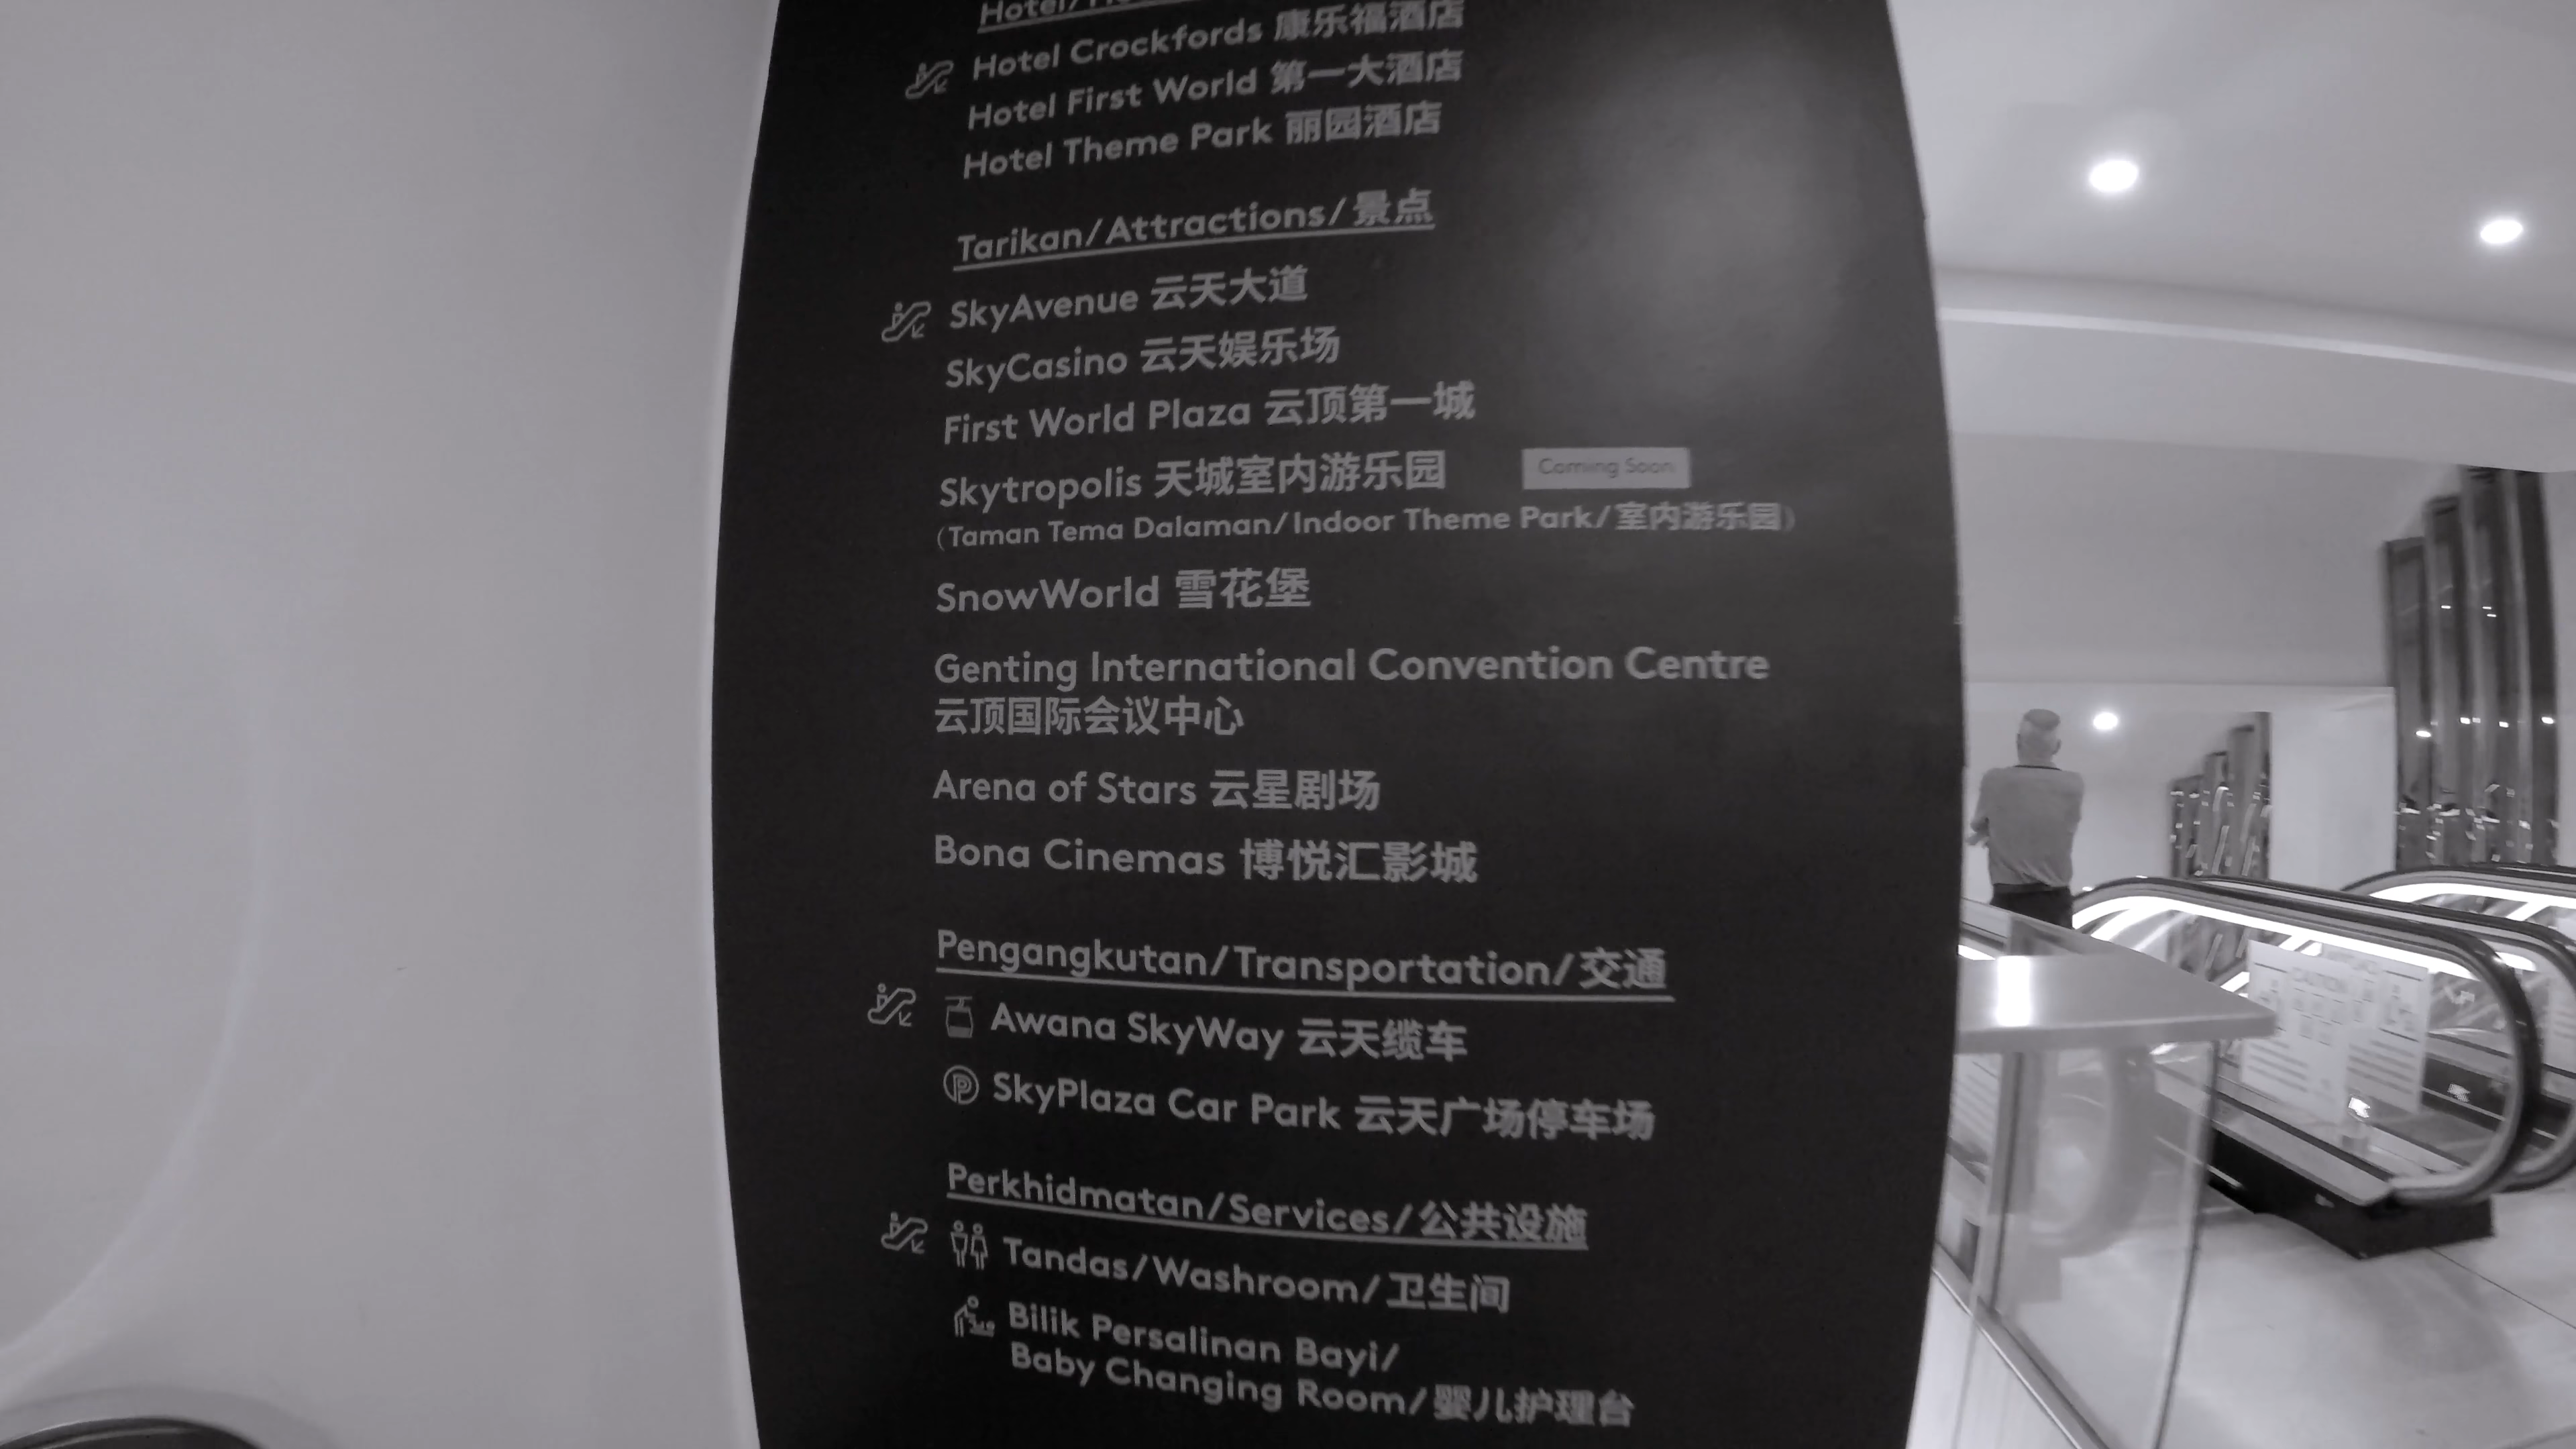 Hotel/
Hotel Crockfords 康乐福酒店
Hotel First World 第一大酒店
Hotel Theme Park 丽园酒店
Tarikan/Attractions/景点
SkyAvenue 云天大道
SkyCasino 云天娱乐场
First World Plaza 云顶第一城
Skytropolis 天城室内游乐园 Coming Soon
(Taman Tema Dalaman/Indoor Theme Park/室内游乐园)
SnowWorld 雪花堡
Genting International Convention Centre
云顶国际会议中心
Arena of Stars 云星剧场
Bona Cinemas 博悦汇影城
Pengangkutan/Transportation/交通
Awana SkyWay 云天缆车
P SkyPlaza Car Park 云天广场停车场
Perkhidmatan/Services/公共设施
Tandas/Washroom/卫生间
Bilik Persalinan Bayi/
Baby Changing Room/婴儿护理台
CAUTION